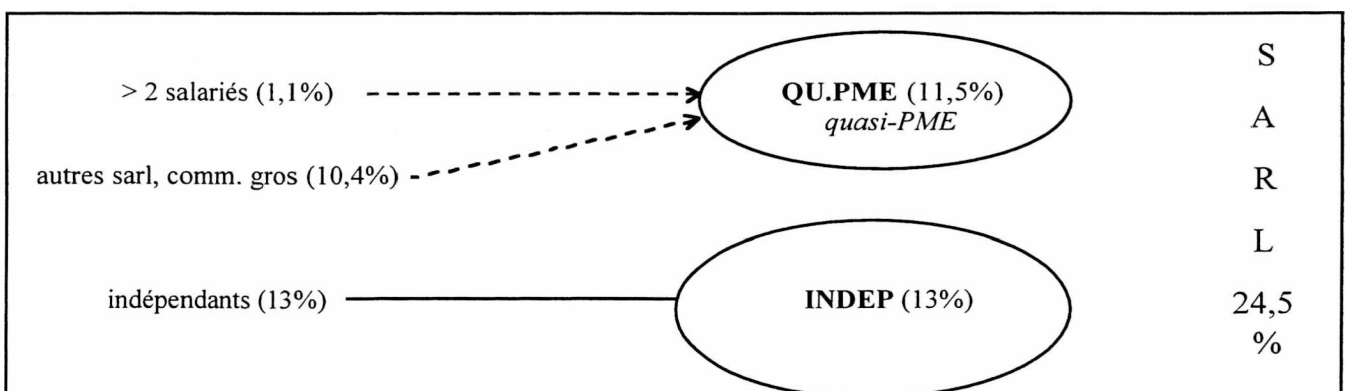 > 2 salariés (1,1%)
QU.PME (11,5%)
quasi-PME
autres sarl, comm. gros (10,4%)
indépendants (13%)
INDEP (13%)
S
A
R
L
24,5
%